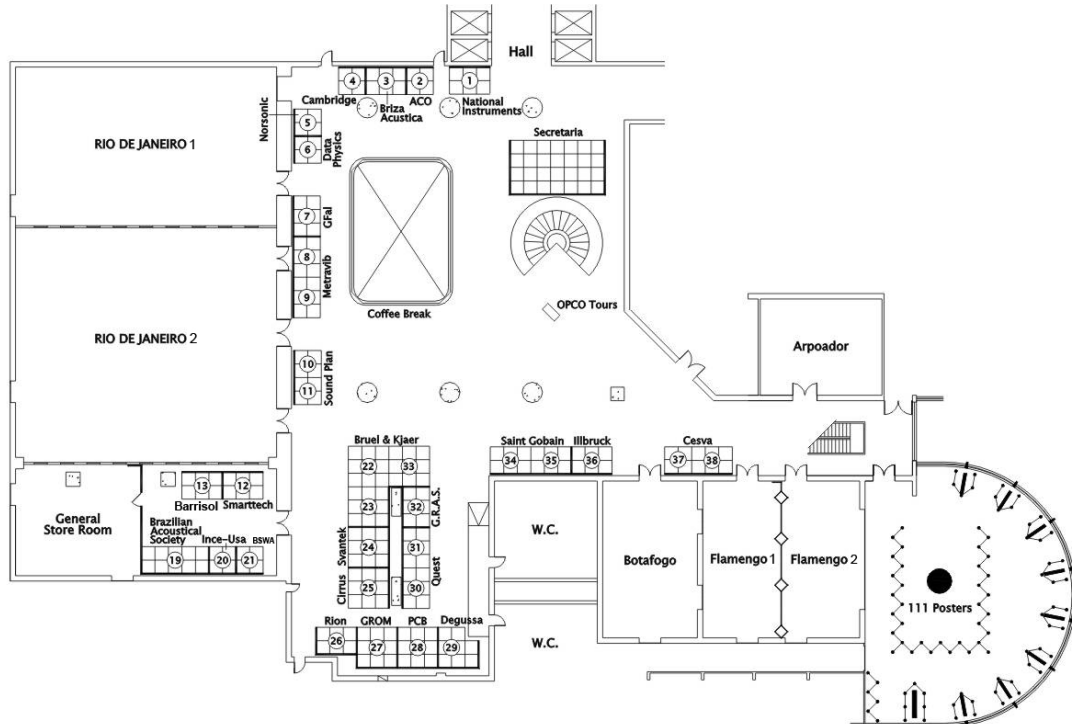 Hall
4
3
2
1
Cambridge
Briza
Acustica
ACO
National
Instruments
Norsonic
5
6
Data
Physics
Secretaria
RIO DE JANEIRO 1
7
GFal
8
9
Metravib
Coffee Break
OPCO Tours
RIO DE JANEIRO 2
Arpoador
10
11
Sound Plan
Bruel & Kjaer
22
33
23
32
G.R.A.S.
24
31
Svantek
Quest
25
30
Cirrus
Saint Gobain
Illbruck
34
35
36
Cesva
37
38
13
12
Barrisol
Smarttech
General
Store Room
Brazilian
Acoustical
Society
Ince-Usa
BSWA
19
20
21
W.C.
Botafogo
Flamengo 1
Flamengo 2
111 Posters
Rion
GROM
PCB
Degussa
26
27
28
29
W.C.